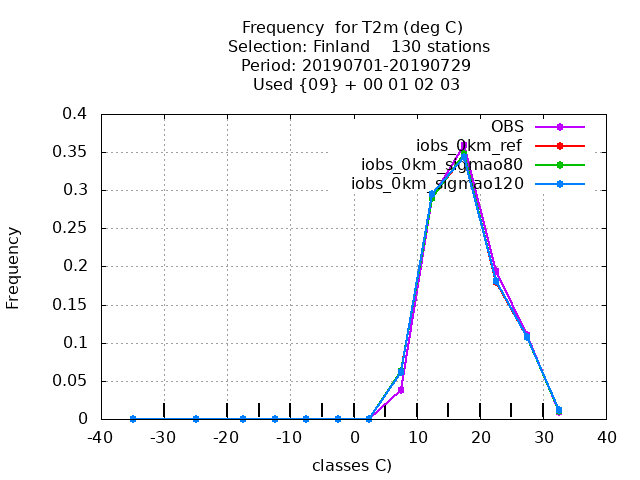 Frequency  for T2m (deg C)
Selection: Finland    130 stations
Period: 20190701-20190729
Used {09} + 00 01 02 03
0.4
0.35
0.3
0.25
0.2
0.15
0.1
0.05
0
Frequency
OBS
iobs_0km_ref
iobs_0km_sigmao80
iobs_0km_sigmao120
-40 -30 -20 -10 0 10 20 30 40
classes C)